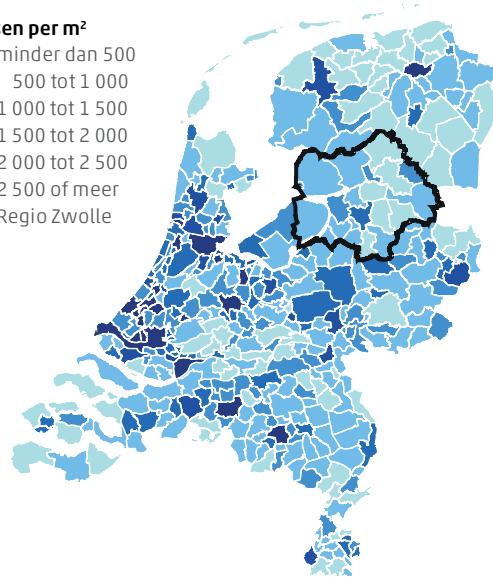 en per m²
minder dan 500
500 tot 1 000
1 000 tot 1 500
1 500 tot 2 000
2 000 tot 2 500
2 500 of meer
Regio Zwolle